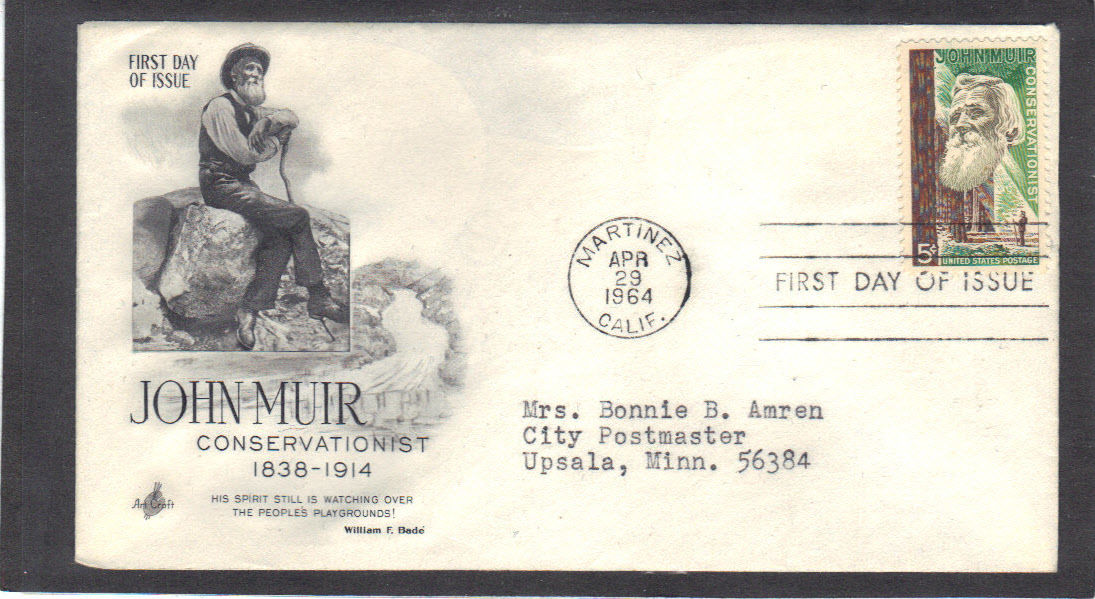 FIRST DAY
OF ISSUE
JOHN MUIR
CONSERVATIONIST
1838-1914
HIS SPIRIT STILL IS WATCHING OVER
THE PEOPLE'S PLAYGROUNDS!
William F. Badé
Art Craft
JOHN MUIR
CONSERVATIONIST
5¢
UNITED STATES POSTAGE
MARTINEZ
APR
29
1964
CALIF.
FIRST DAY OF ISSUE
Mrs. Bonnie B. Amren
City Postmaster
Upsala, Minn. 56384